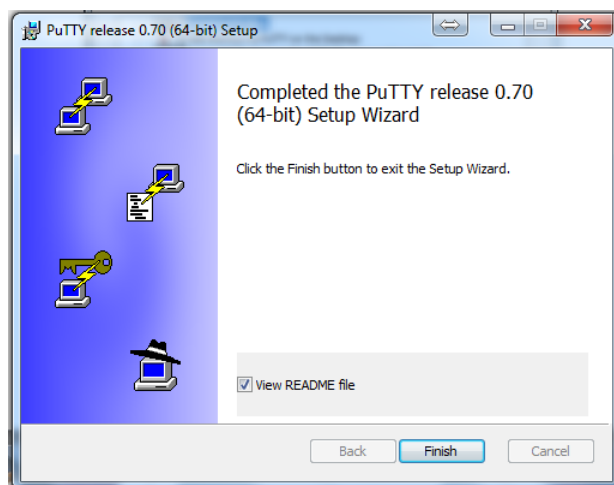 PuTTY release 0.70 (64-bit) Setup
Completed the PuTTY release 0.70
(64-bit) Setup Wizard
Click the Finish button to exit the Setup Wizard.
View README file
Back
Finish
Cancel